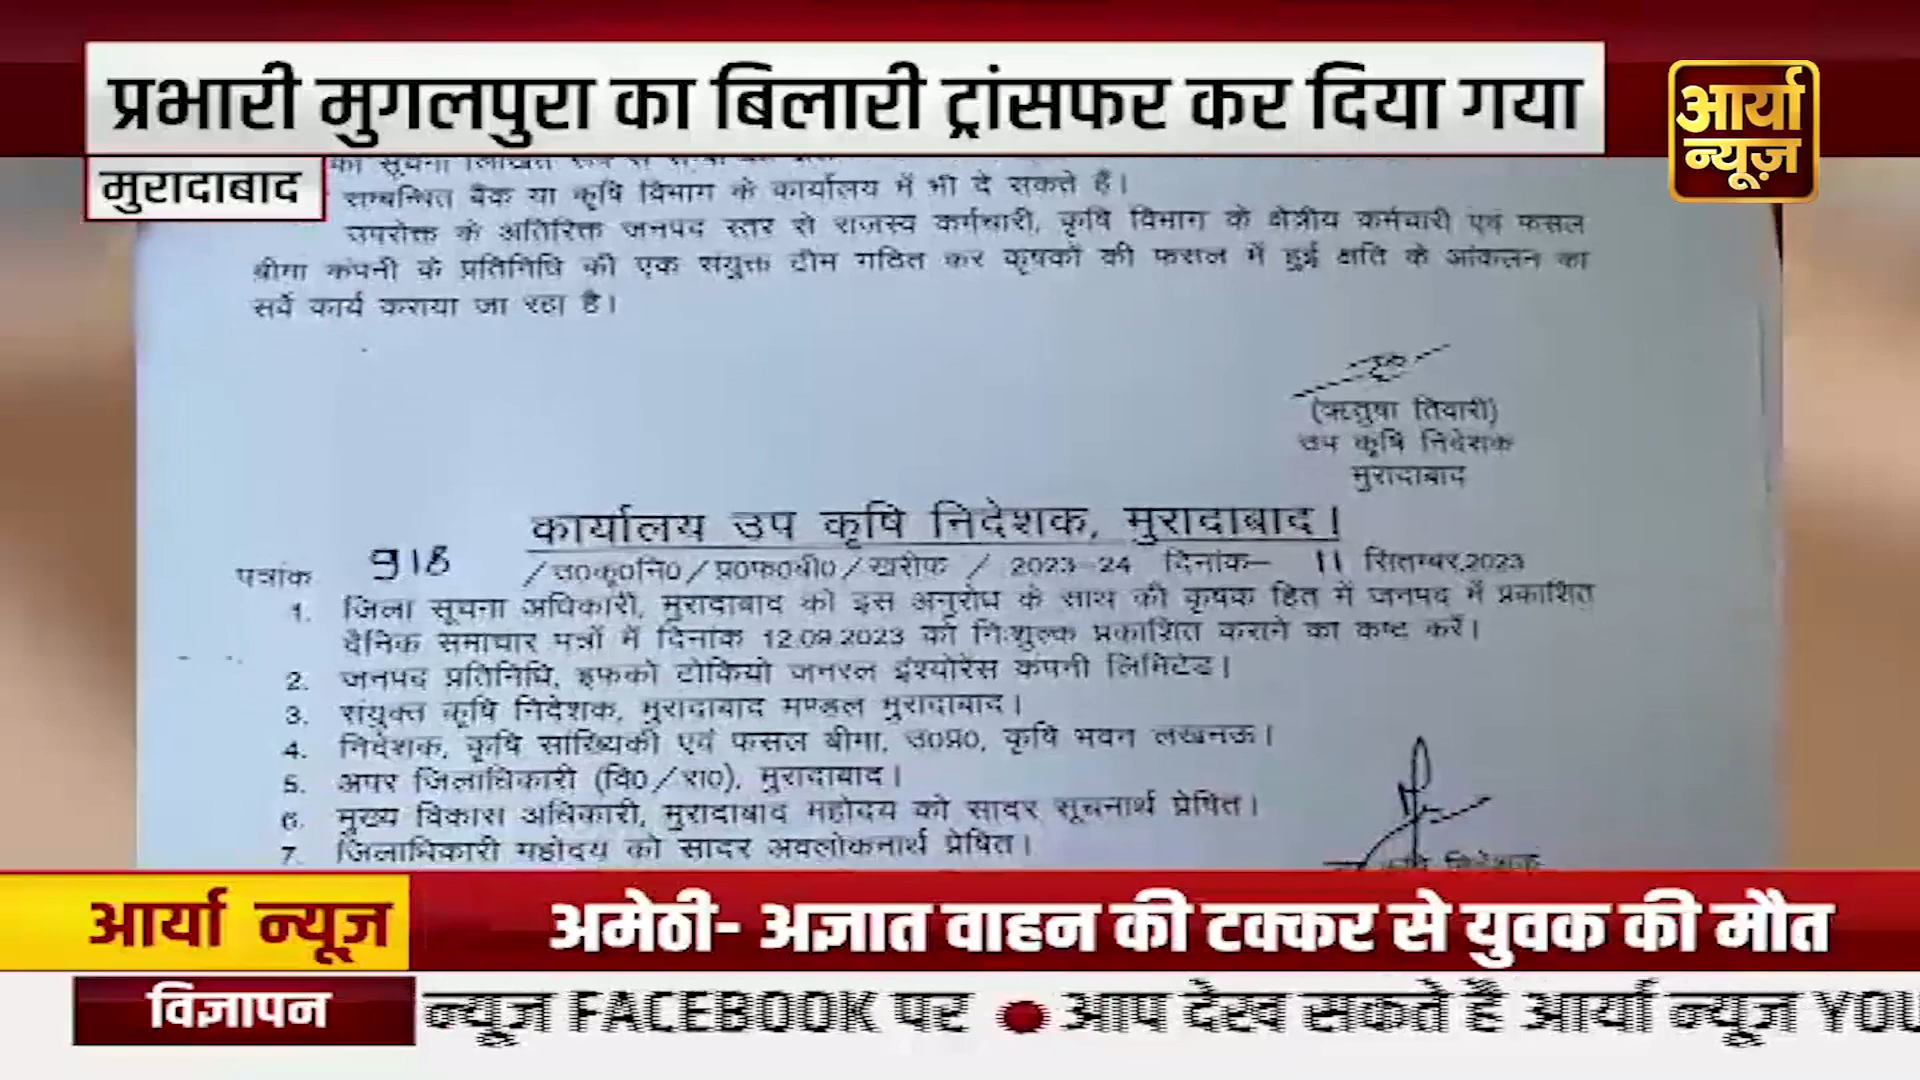 प्रभारी मुगलपुरा का बिलारी ट्रांसफर कर दिया गया
आर्या
न्यूज़
मुरादाबाद
सम्बन्धित बैंक या कृषि विभाग के कार्यालय में भी दे सकते हैं।
उपरोक्त के अतिरिक्त जनपद स्तर से राजस्व कर्मचारी, कृषि विभाग के क्षेत्रीय कर्मचारी एवं फसल
बीमा कंपनी के प्रतिनिधि की एक संयुक्त टीम गठित कर कृषकों की फसल में हुई क्षति के आंकलन का
सर्वे कार्य कराया जा रहा है।
(ऋतुषा तिवारी)
उप कृषि निदेशक
मुरादाबाद
कार्यालय उप कृषि निदेशक, मुरादाबाद।
पत्रांक 918 /उ0कृ0नि0/प्र0फ0बी0/खरीफ / 2023-24 दिनांक- 11 सितम्बर,2023
1. जिला सूचना अधिकारी, मुरादाबाद को इस अनुरोध के साथ की कृषक हित में जनपद में प्रकाशित
दैनिक समाचार पत्रों में दिनांक 12.09.2023 को निःशुल्क प्रकाशित कराने का कष्ट करें।
2. जनपद प्रतिनिधि, इफको टोकियो जनरल इंश्योरेंस कंपनी लिमिटेड।
3. संयुक्त कृषि निदेशक, मुरादाबाद मण्डल मुरादाबाद।
4. निदेशक, कृषि सांख्यिकी एवं फसल बीमा, उ0प्र0, कृषि भवन लखनऊ।
5. अपर जिलाधिकारी (वि0/रा0), मुरादाबाद।
6. मुख्य विकास अधिकारी, मुरादाबाद महोदय को सादर सूचनार्थ प्रेषित।
7. जिलाधिकारी महोदय को सादर अवलोकनार्थ प्रेषित।
कृषि निदेशक
आर्या न्यूज़ अमेठी- अज्ञात वाहन की टक्कर से युवक की मौत
विज्ञापन न्यूज़ FACEBOOK पर ● आप देख सकते हैं आर्या न्यूज़ YOU